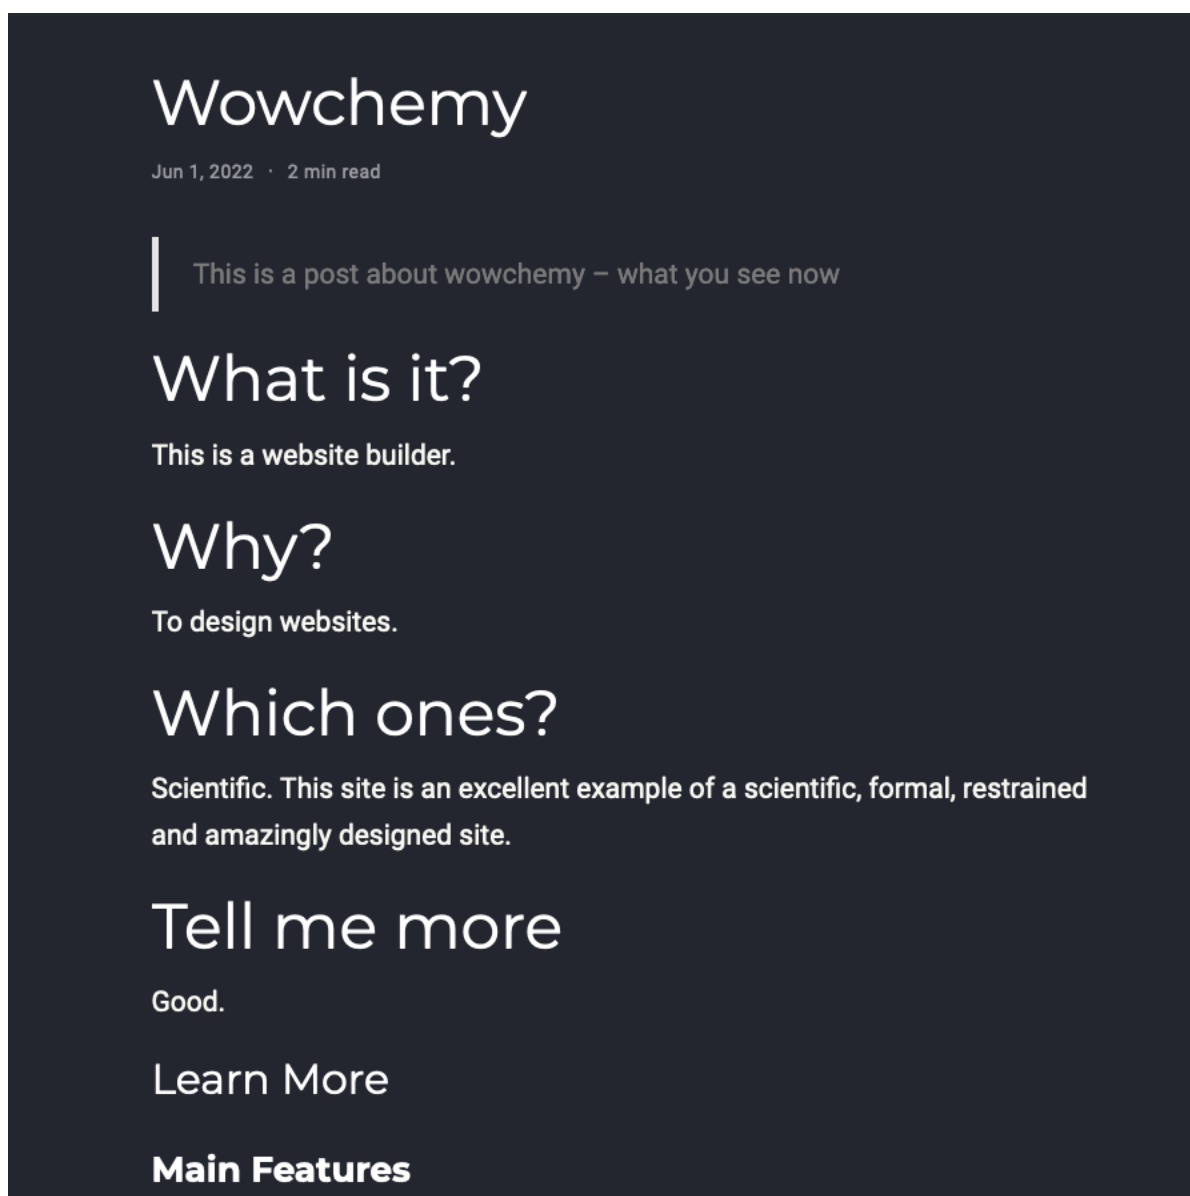 Wowchemy
Jun 1, 2022 · 2 min read
This is a post about wowchemy – what you see now
What is it?
This is a website builder.
Why?
To design websites.
Which ones?
Scientific. This site is an excellent example of a scientific, formal, restrained
and amazingly designed site.
Tell me more
Good.
Learn More
Main Features